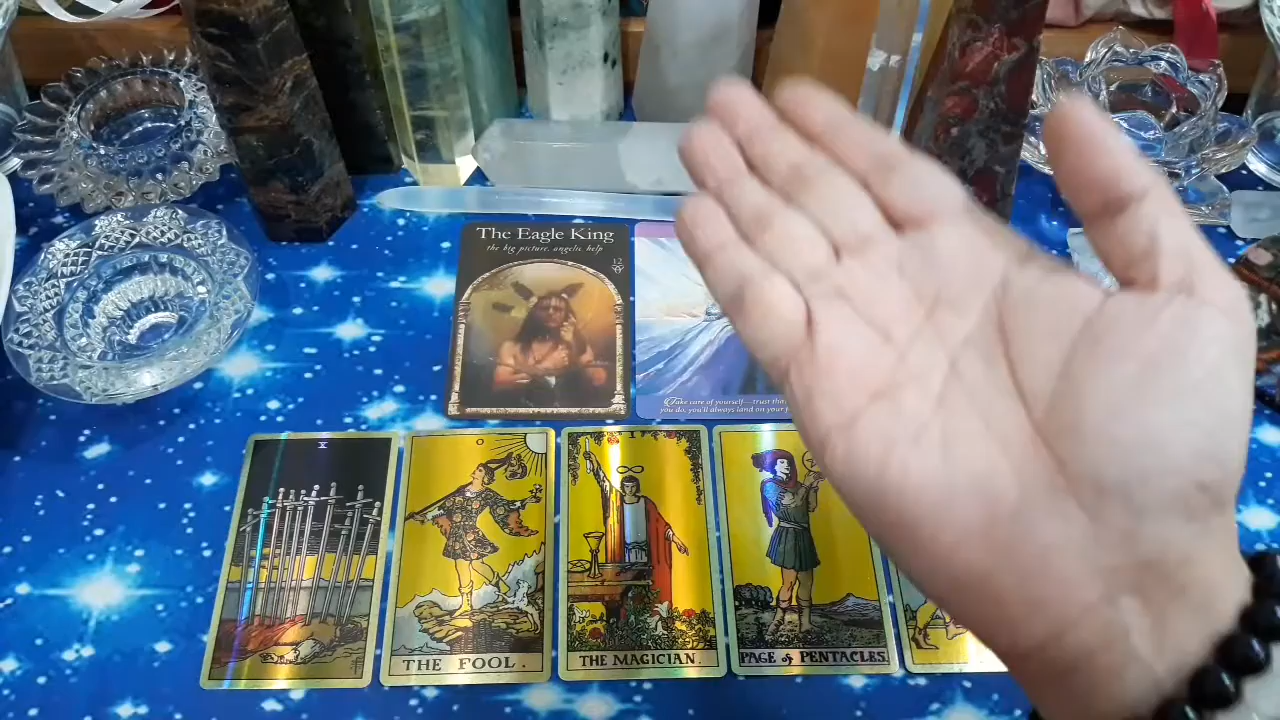 The Eagle King
the big picture, angelic help
12
Take care of yourself—trust
you do, you'll always land on your
X
THE FOOL.
I
THE MAGICIAN.
PAGE of PENTACLES